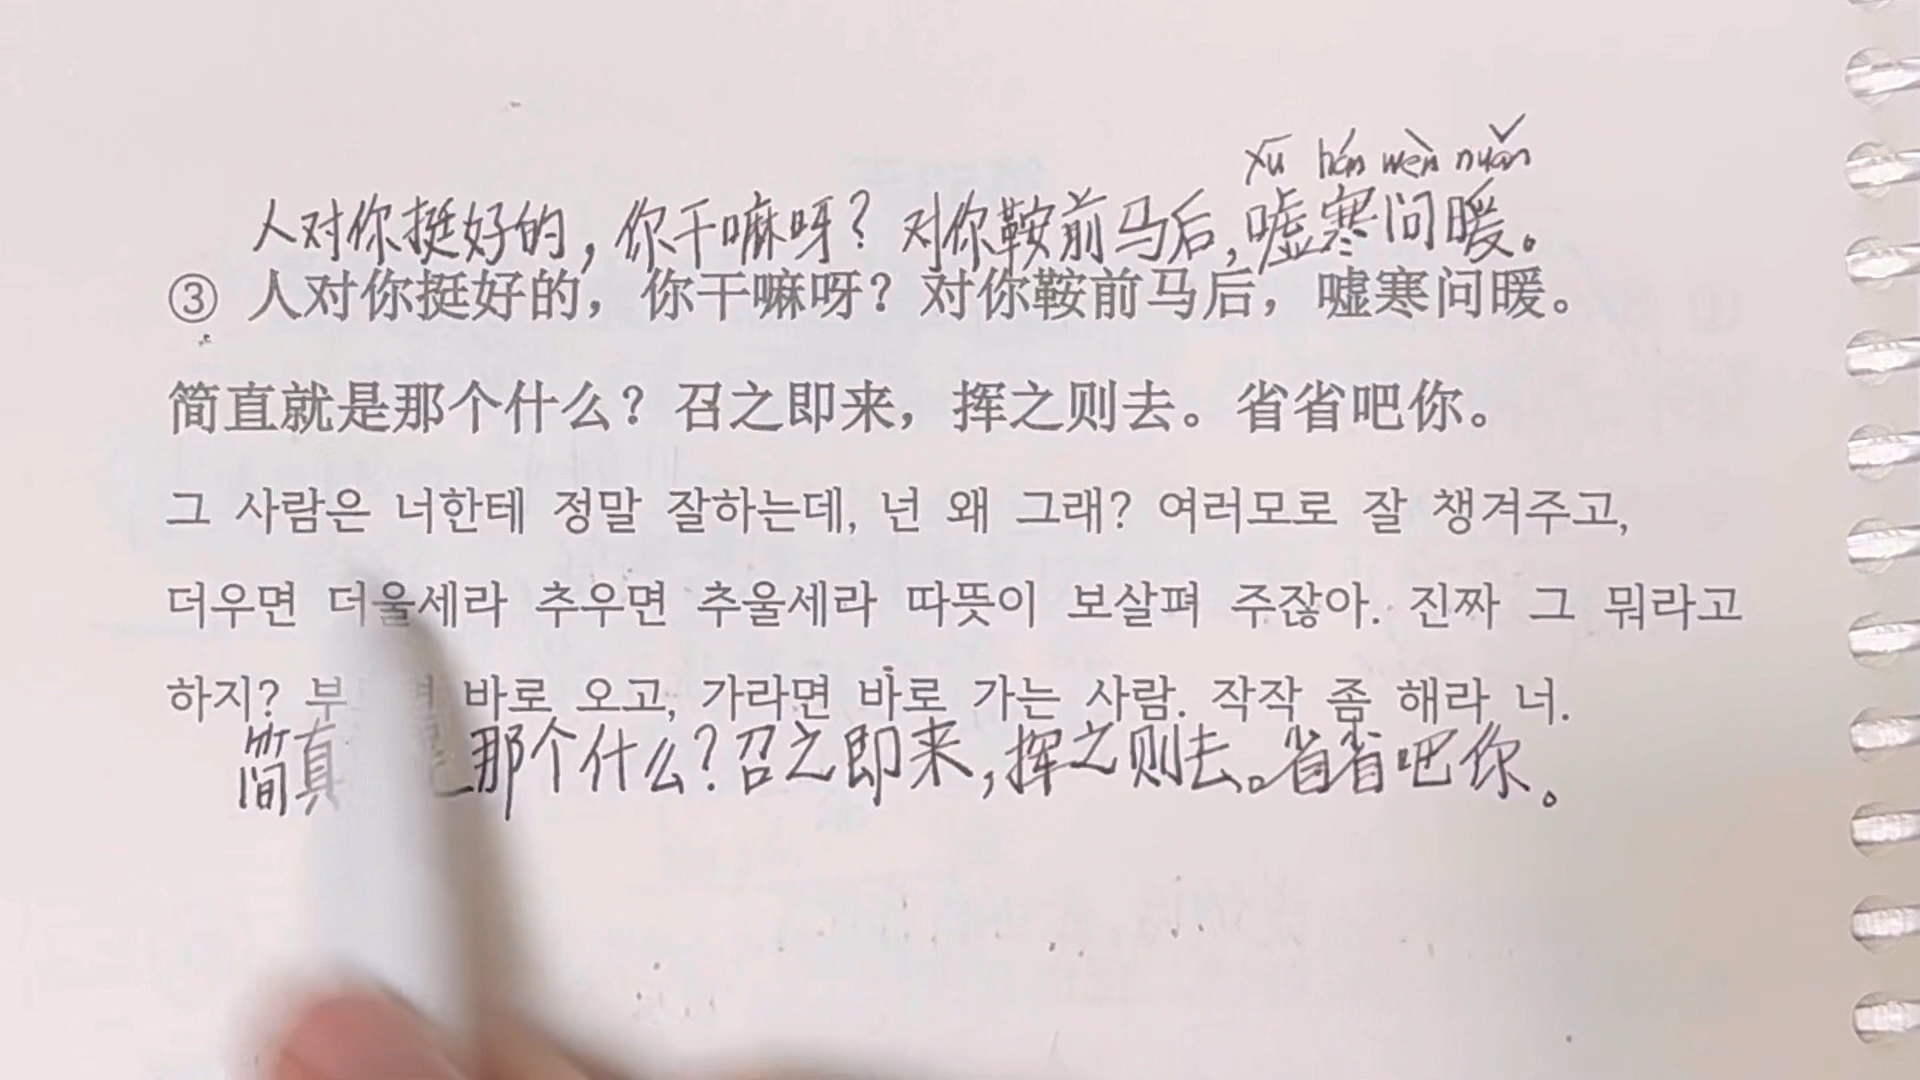 xū hán wèn nuǎn
人对你挺好的，你干嘛呀？对你鞍前马后，嘘寒问暖。
③ 人对你挺好的，你干嘛呀？对你鞍前马后，嘘寒问暖。
简直就是那个什么？召之即来，挥之则去。省省吧你。
그 사람은 너한테 정말 잘하는데, 넌 왜 그래? 여러모로 잘 챙겨주고,
더우면 더울세라 추우면 추울세라 따뜻이 보살펴 주잖아. 진짜 그 뭐라고
하지? 바로 오고, 가라면 바로 가는 사람. 작작 좀 해라 너.
简直 那个什么？召之即来，挥之则去。省省吧你。